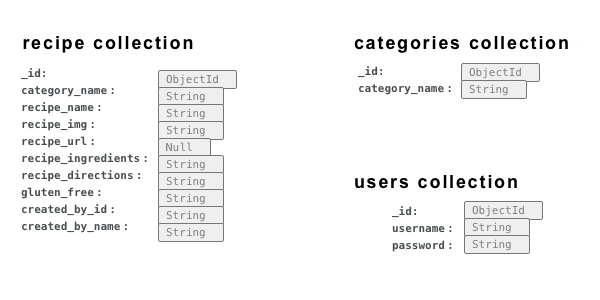 recipe collection
_id: ObjectId
category_name: String
recipe_name: String
recipe_img: String
recipe_url: Null
recipe_ingredients: String
recipe_directions: String
gluten_free: String
created_by_id: String
created_by_name: String
categories collection
_id: ObjectId
category_name: String
users collection
_id: ObjectId
username: String
password: String